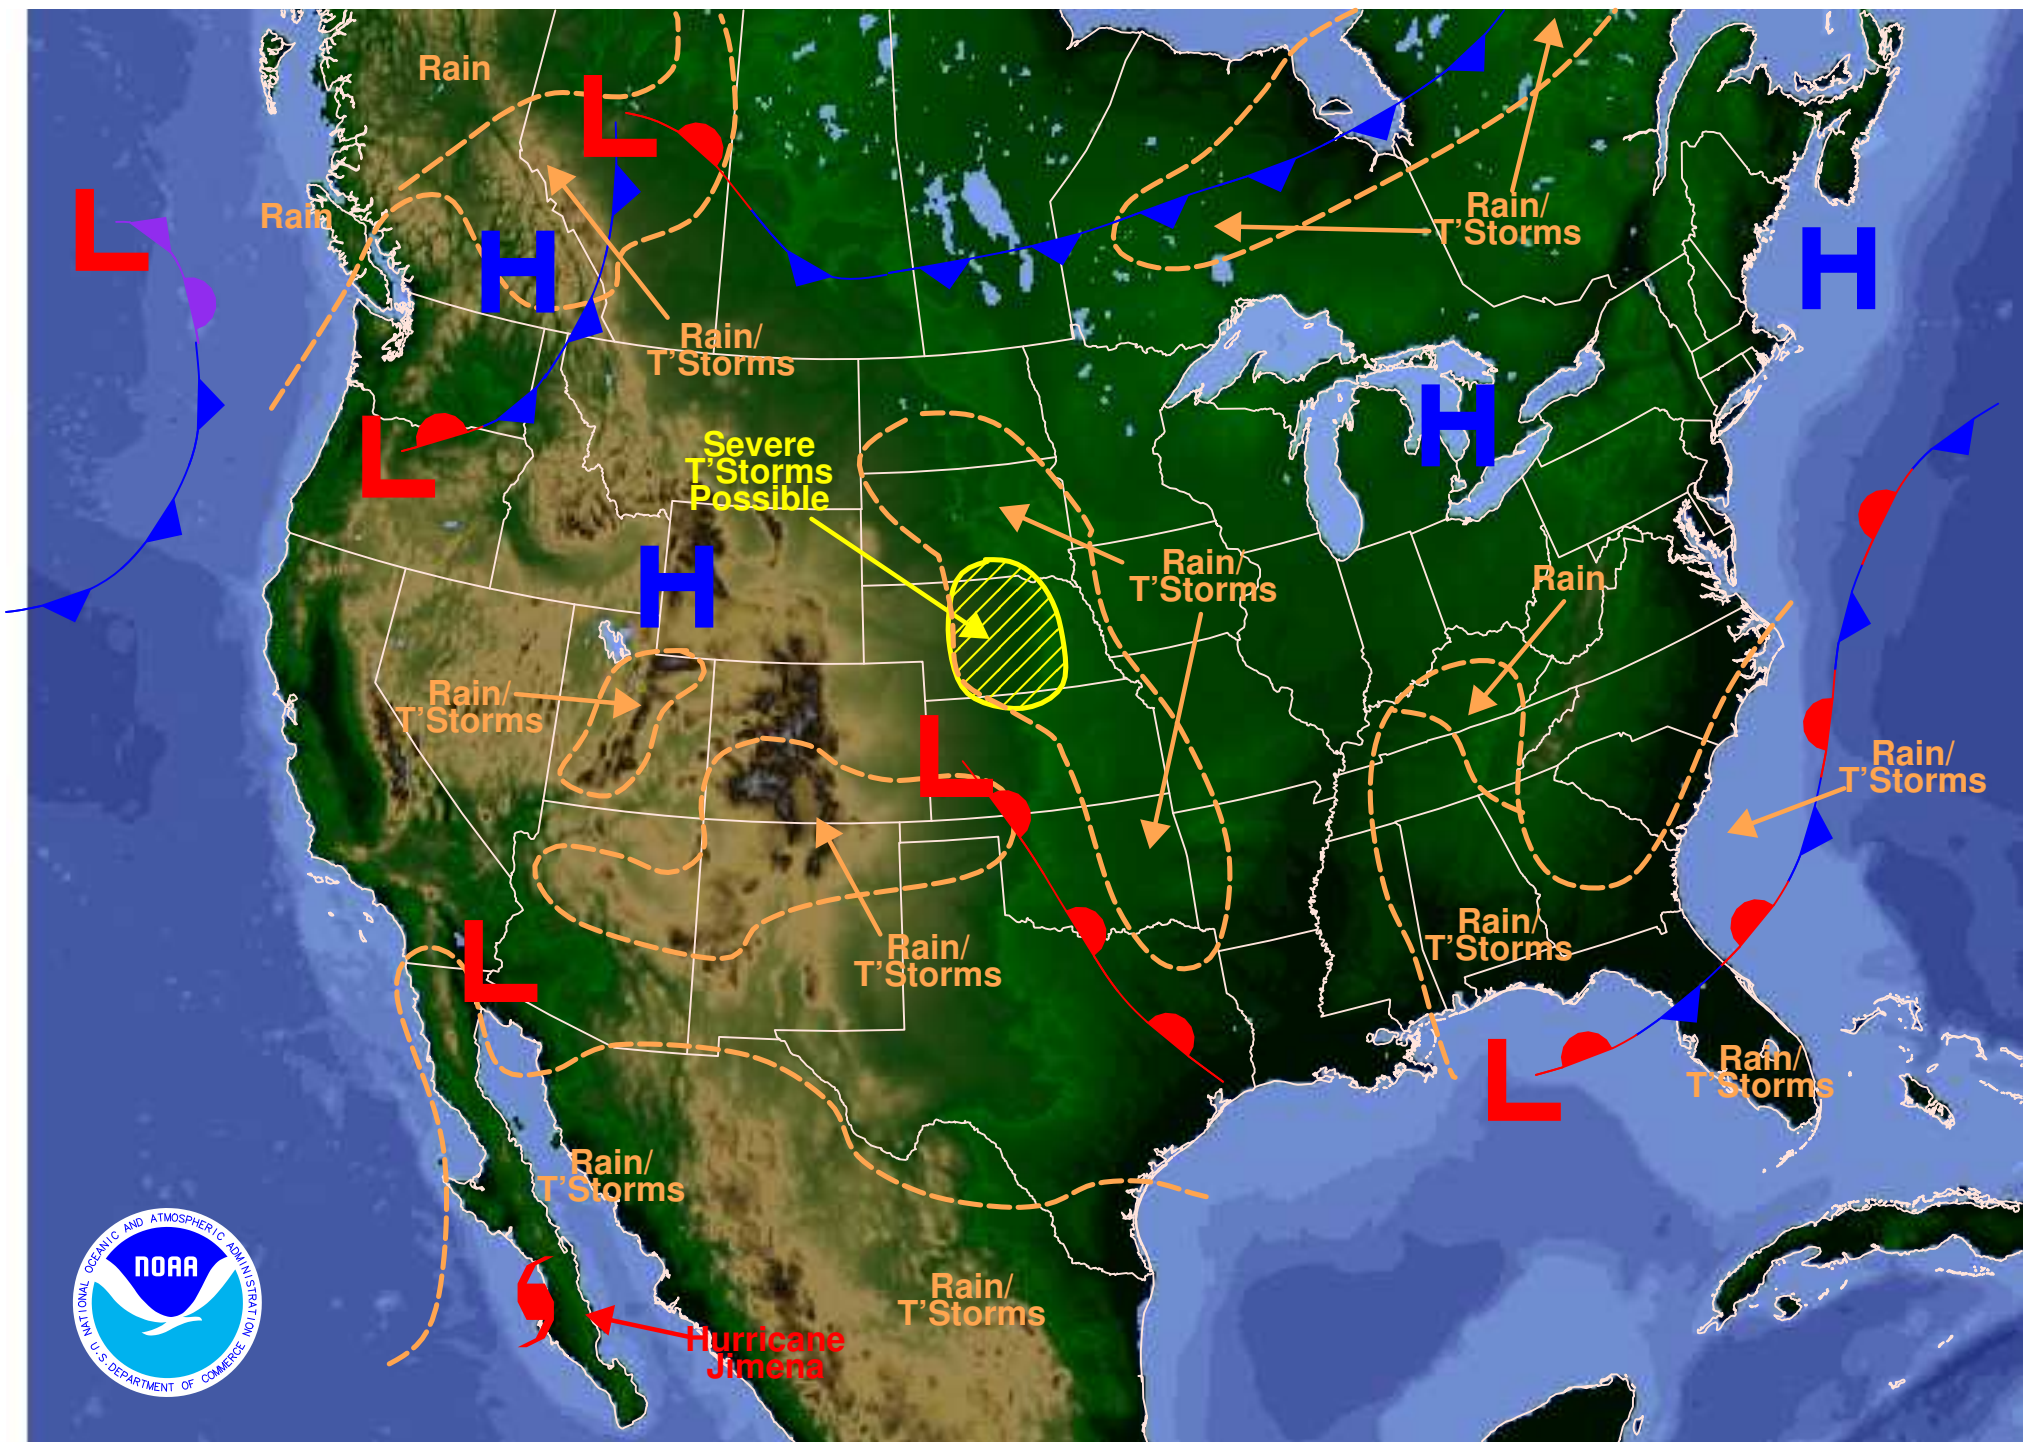 Rain
Rain
Rain/
T'Storms
Rain/
T'Storms
Severe
T'Storms
Possible
Rain/
T'Storms
Rain
Rain/
T'Storms
Rain/
T'Storms
Rain/
T'Storms
Rain/
T'Storms
Rain/
T'Storms
Rain/
T'Storms
Rain/
T'Storms
Hurricane
Jimena
L
L
L
L
L
L
H
H
H
H
NATIONAL OCEANIC AND ATMOSPHERIC ADMINISTRATION
NOAA
U.S. DEPARTMENT OF COMMERCE